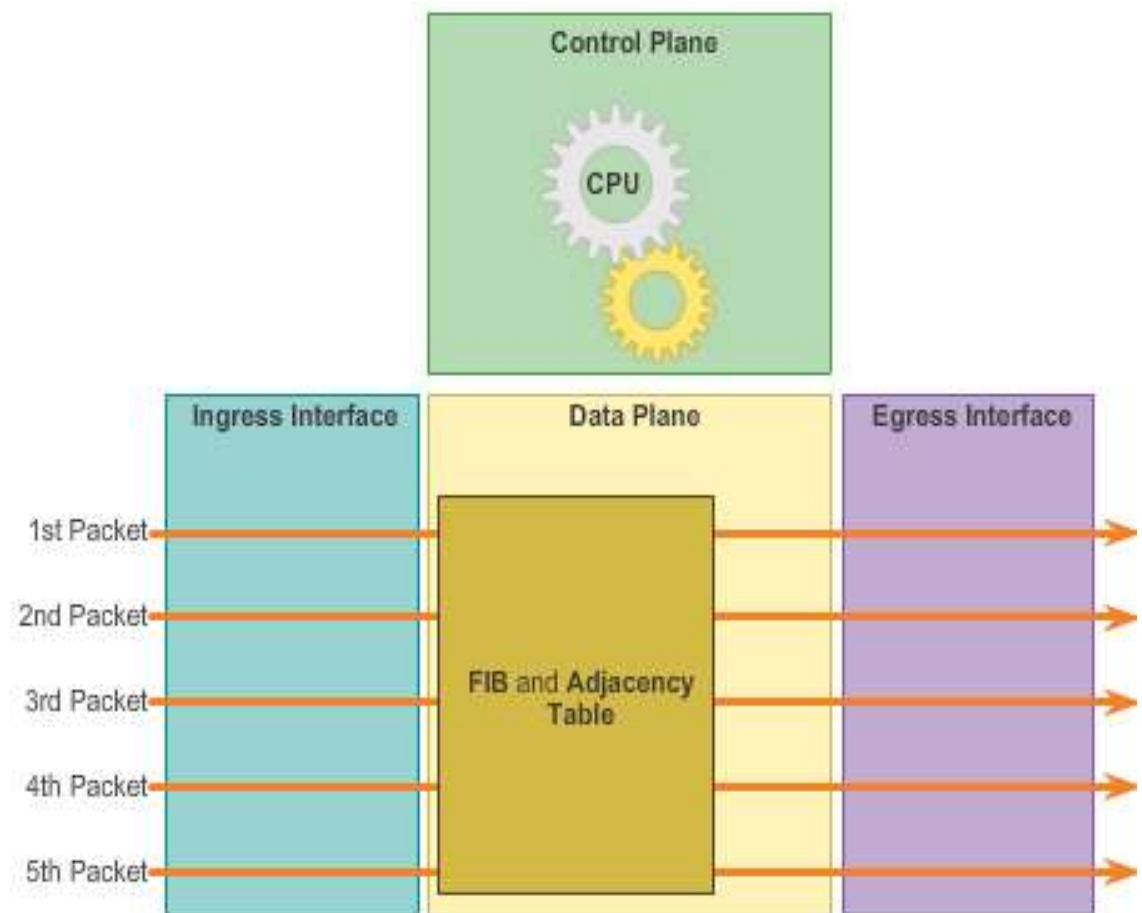 Control Plane
CPU
Ingress Interface
Data Plane
Egress Interface
1st Packet
2nd Packet
3rd Packet
4th Packet
5th Packet
FIB and Adjacency
Table